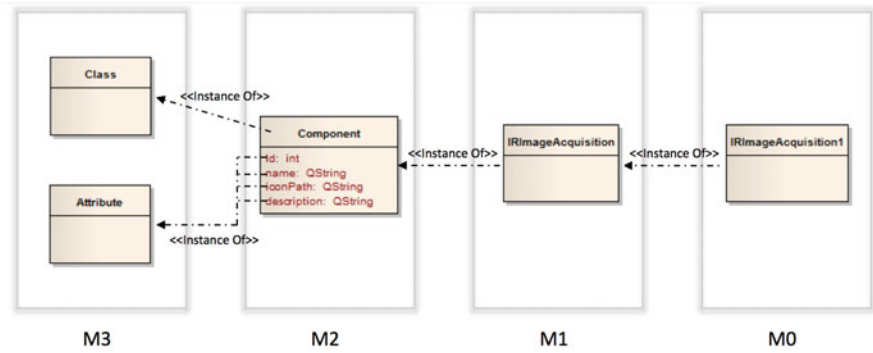 Class
<<Instance Of>>
Component
Id: int
name: QString
iconPath: QString
description: QString
Attribute
<<Instance Of>>
<<Instance Of>>
IRImageAcquisition
<<Instance Of>>
IRImageAcquisition1
M3
M2
M1
M0